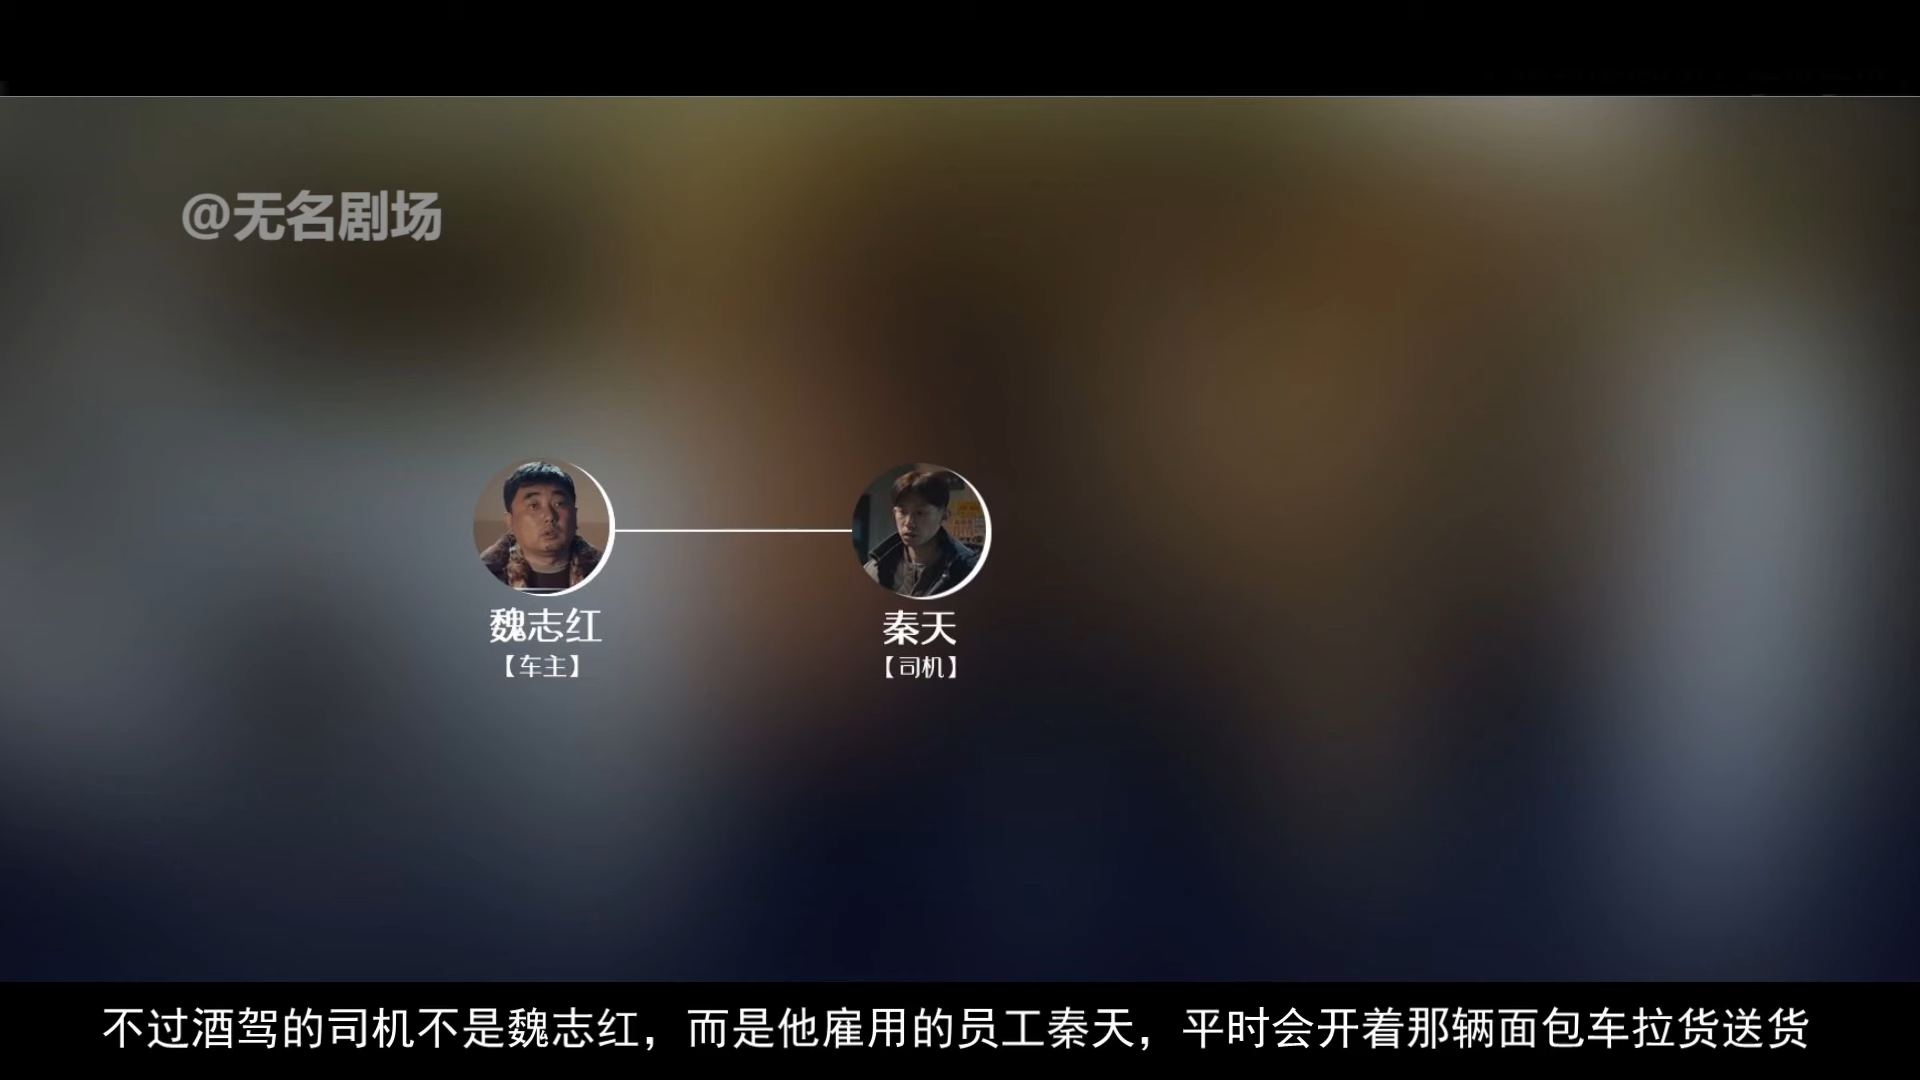 @无名剧场
魏志红
【车主】
秦天
【司机】
不过酒驾的司机不是魏志红，而是他雇用的员工秦天，平时会开着那辆面包车拉货送货